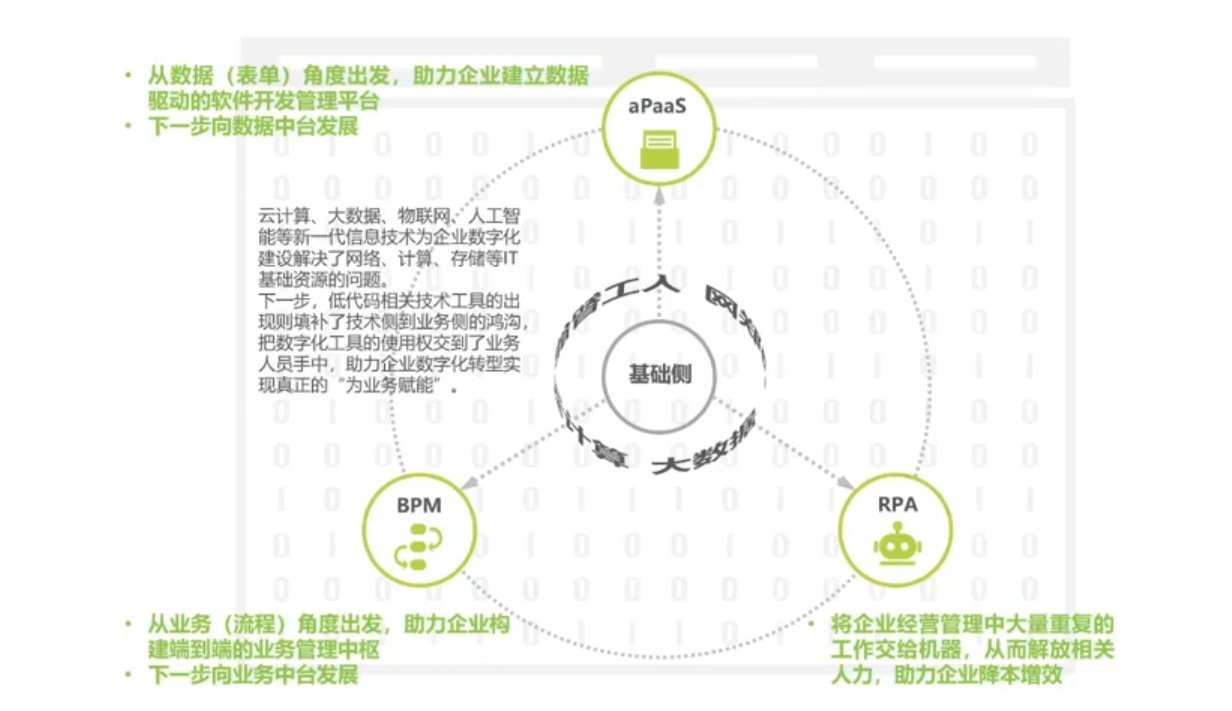 • 从数据（表单）角度出发，助力企业建立数据
驱动的软件开发管理平台
• 下一步向数据中台发展
aPaaS
云计算、大数据、物联网、人工智
能等新一代信息技术为企业数字化
建设解决了网络、计算、存储等IT
基础资源的问题。
下一步，低代码相关技术工具的出
现则填补了技术侧到业务侧的鸿沟，
把数字化工具的使用权交到了业务
人员手中，助力企业数字化转型实
现真正的“为业务赋能”。
工人
网
基础侧
计算
大数据
BPM
RPA
• 从业务（流程）角度出发，助力企业构
建端到端的业务管理中枢
• 下一步向业务中台发展
• 将企业经营管理中大量重复的
工作交给机器，从而解放相关
人力，助力企业降本增效